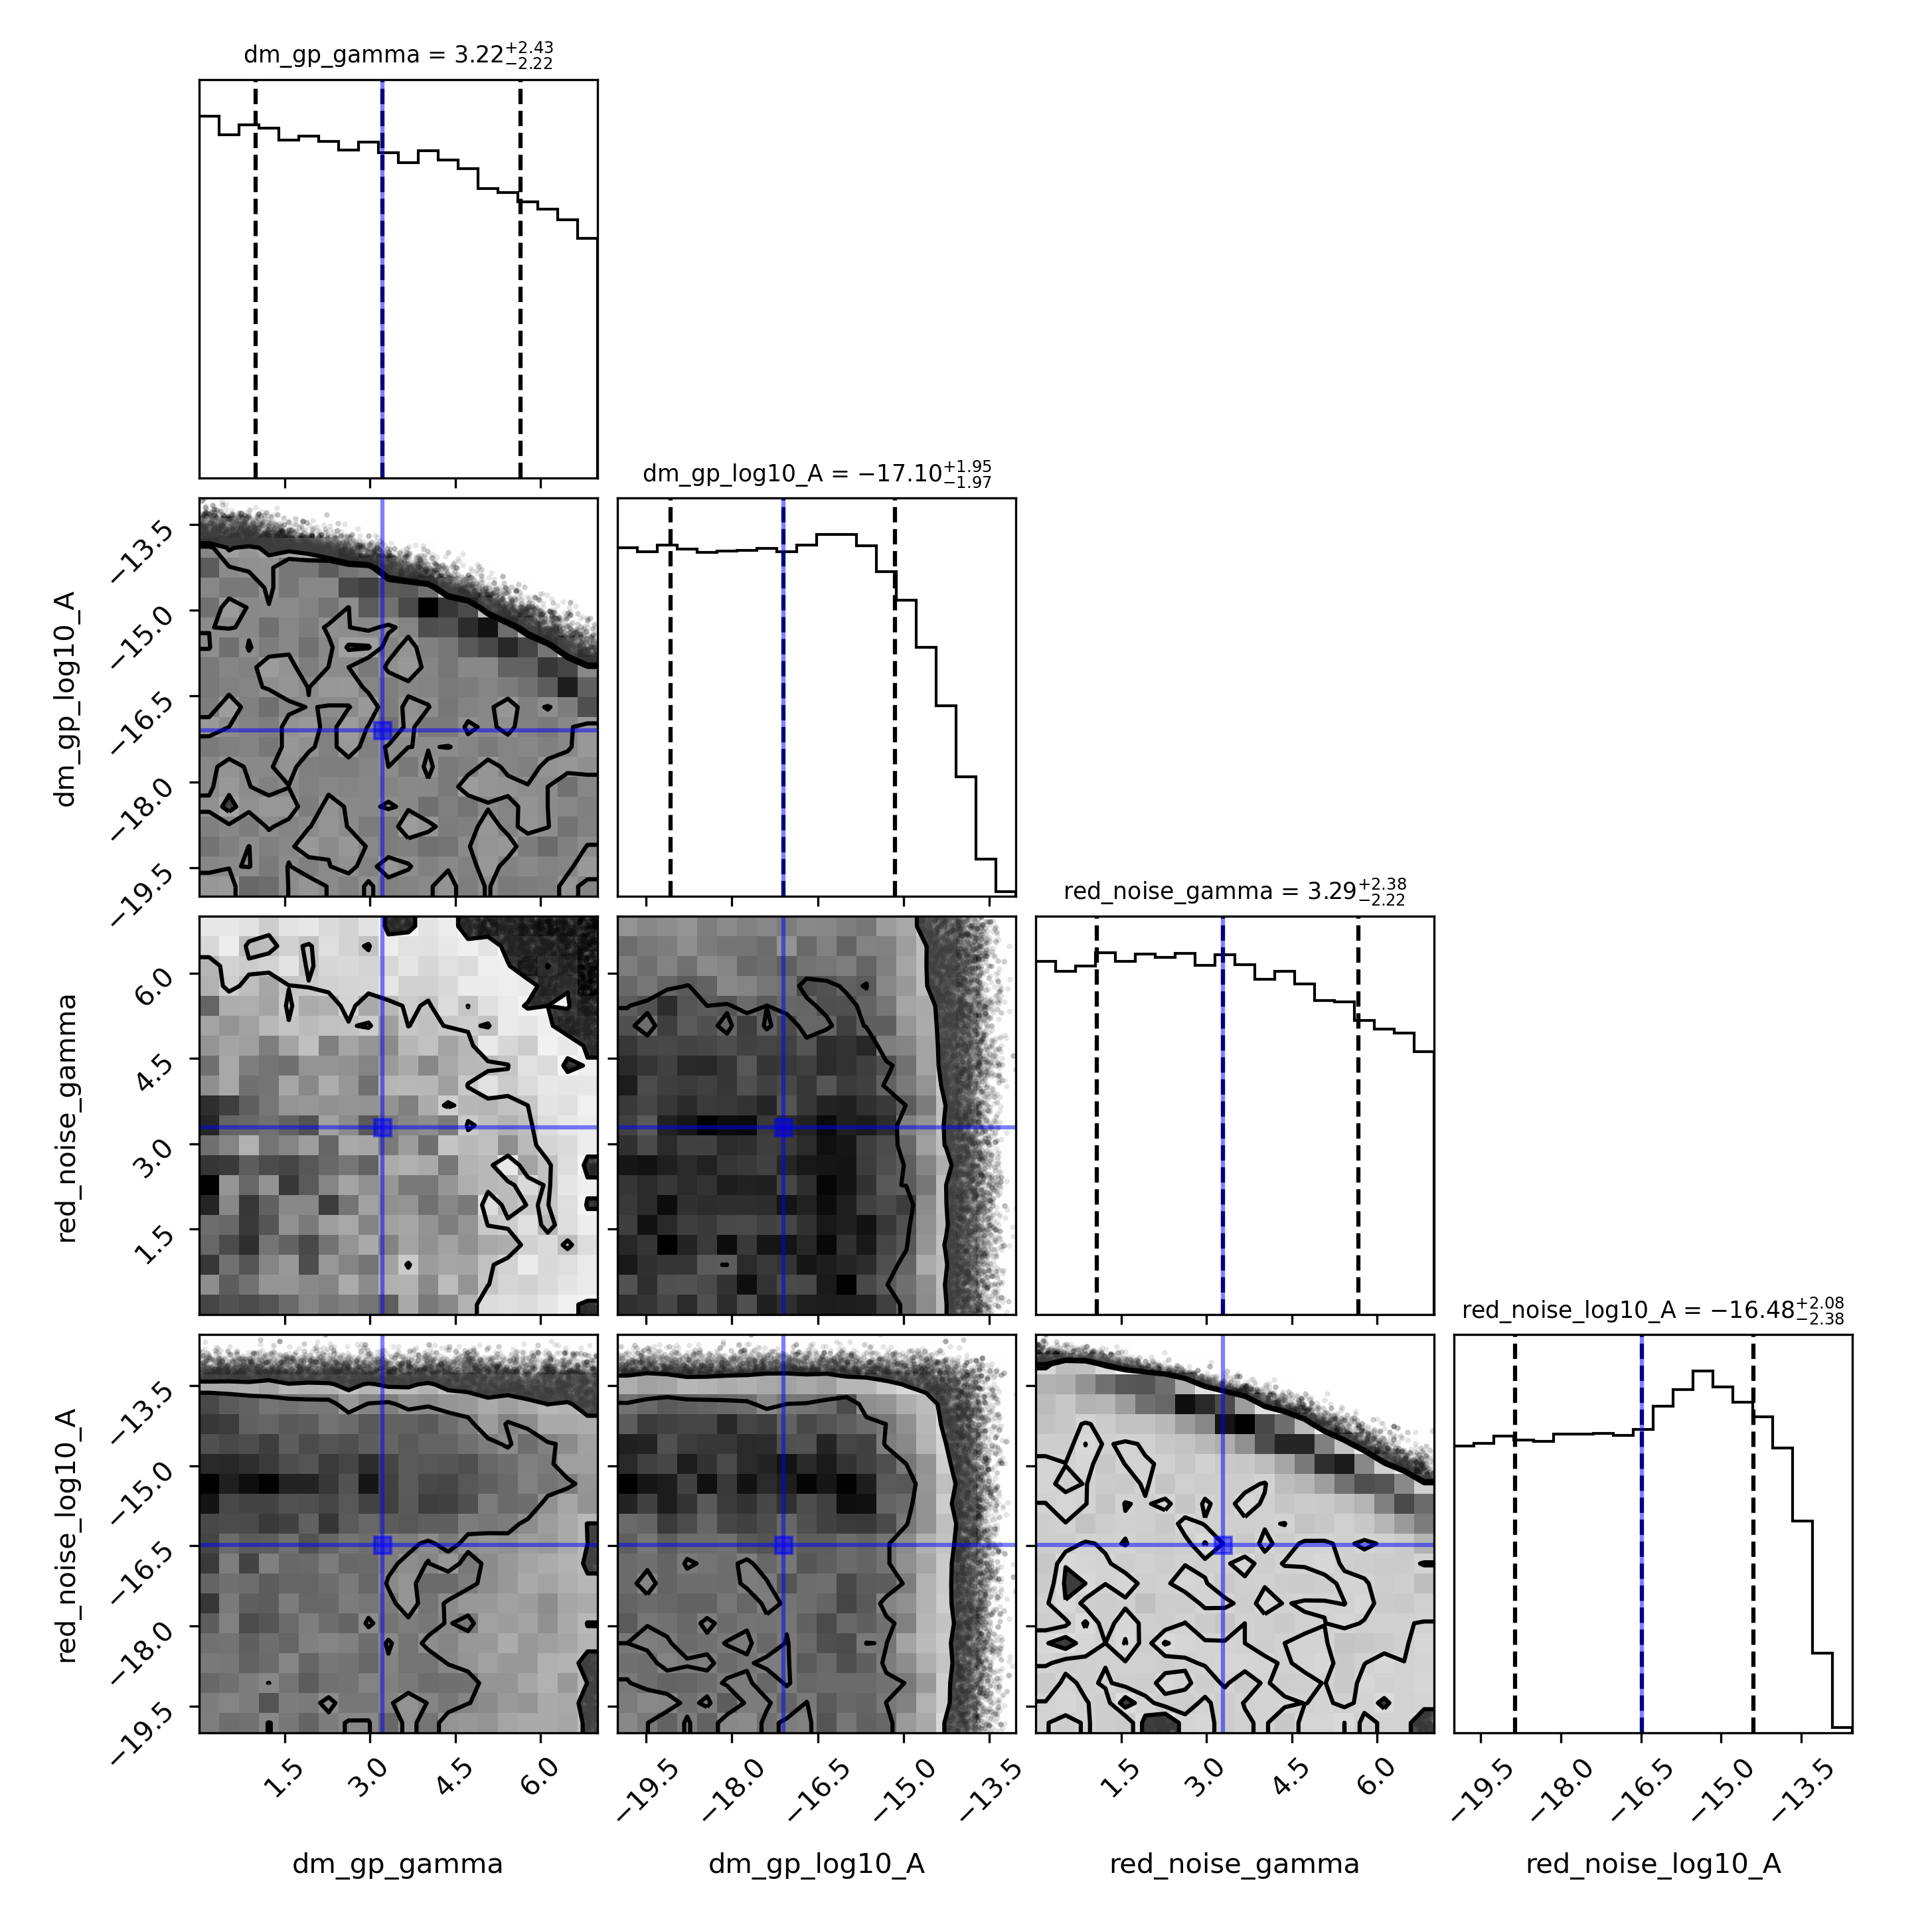 dm_gp_gamma = 3.22+2.43−2.22
dm_gp_log10_A = −17.10+1.95−1.97
red_noise_gamma = 3.29+2.38−2.22
red_noise_log10_A = −16.48+2.08−2.38
dm_gp_log10_A
−13.5
−15.0
−16.5
−18.0
−19.5
red_noise_gamma
6.0
4.5
3.0
1.5
red_noise_log10_A
−13.5
−15.0
−16.5
−18.0
−19.5
1.5 3.0 4.5 6.0
−19.5 −18.0 −16.5 −15.0 −13.5
1.5 3.0 4.5 6.0
−19.5 −18.0 −16.5 −15.0 −13.5
dm_gp_gamma
dm_gp_log10_A
red_noise_gamma
red_noise_log10_A